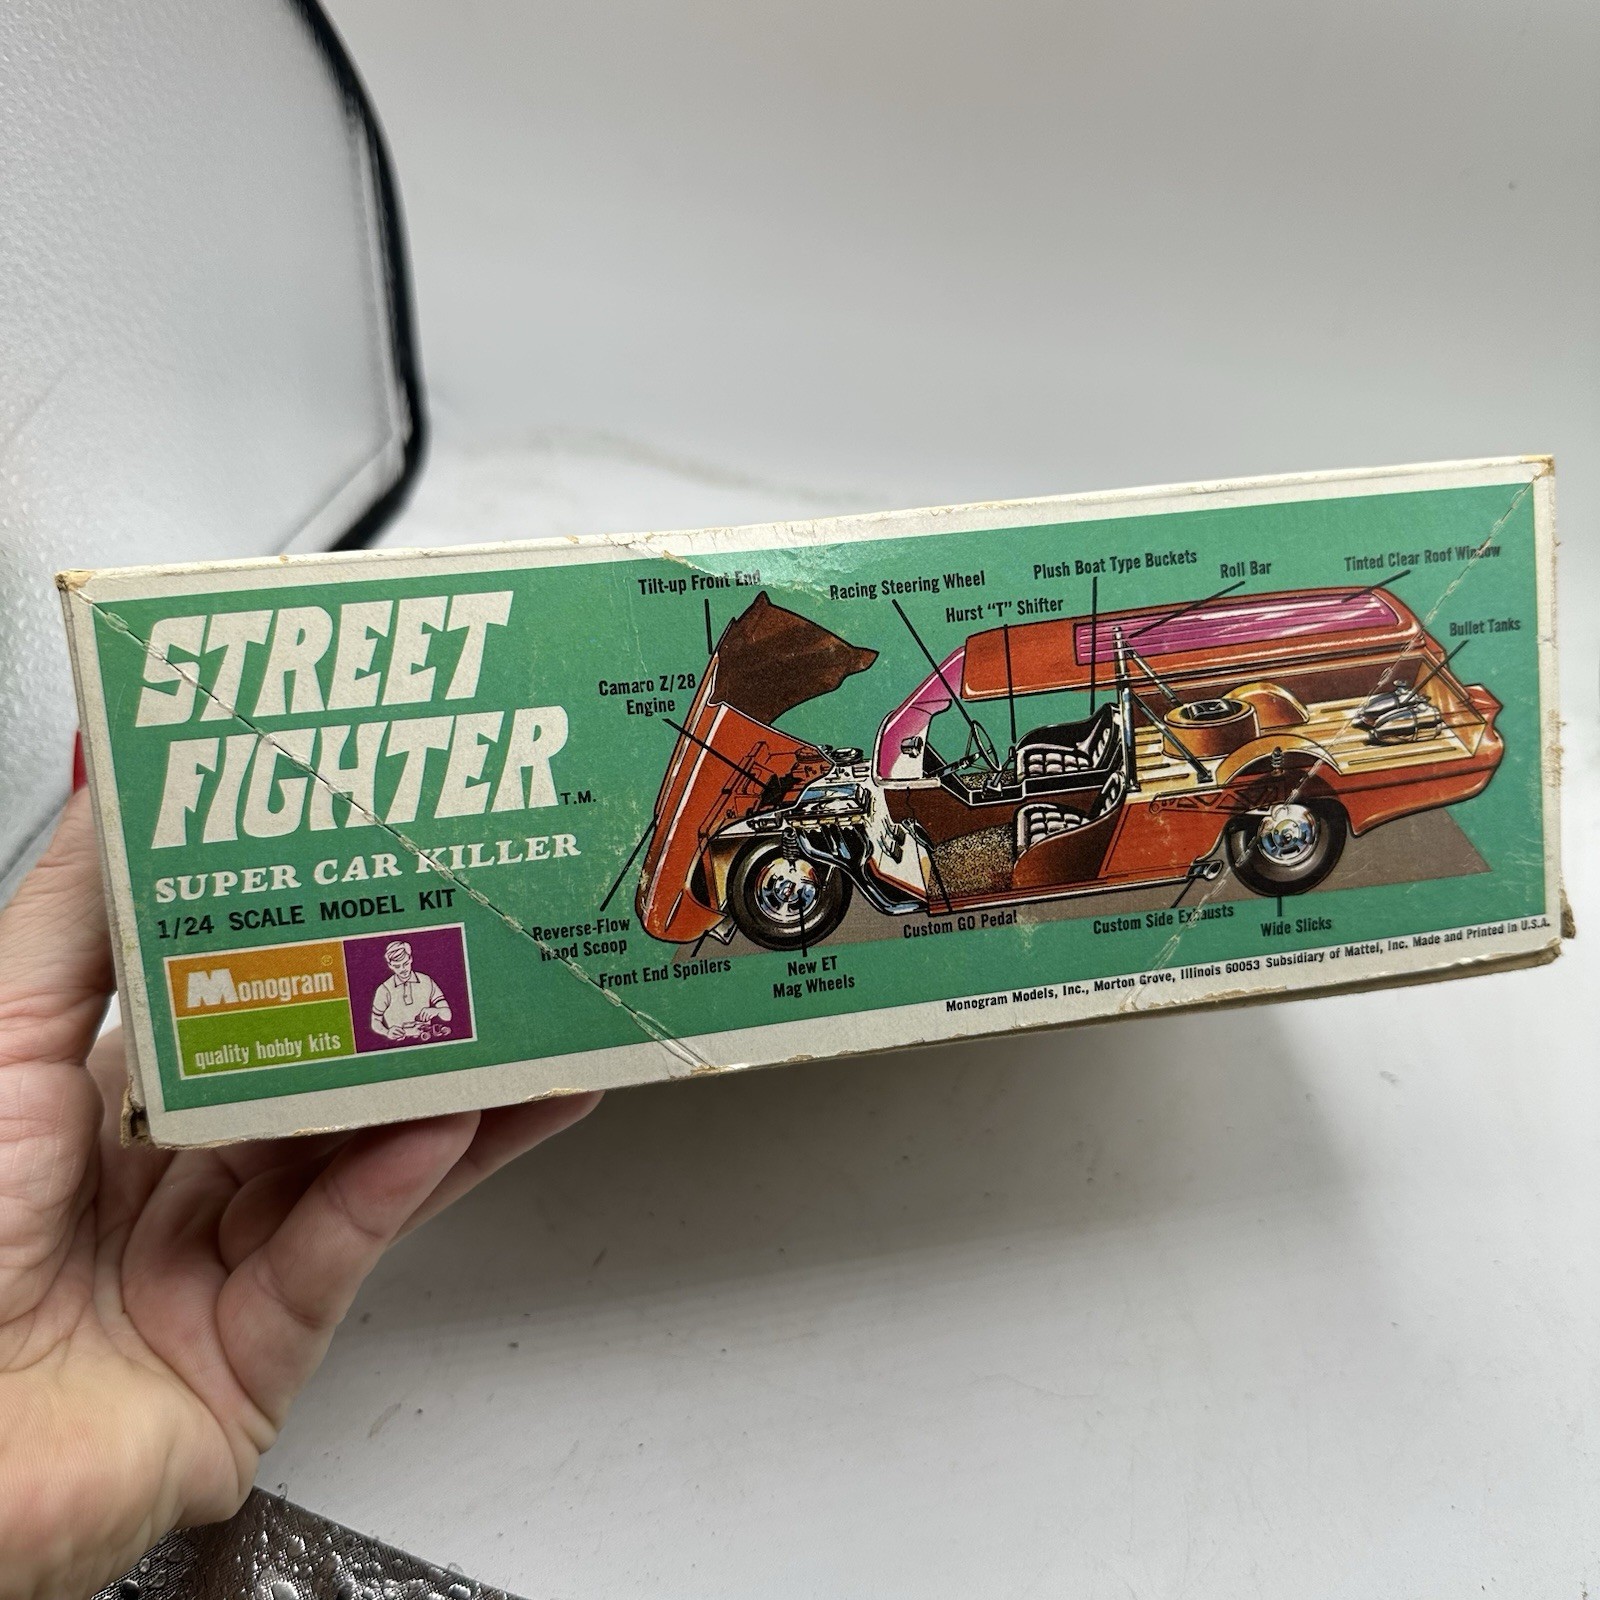 STREET
FIGHTER T.M.
SUPER CAR KILLER
1/24 SCALE MODEL KIT
Monogram®
quality hobby kits
Tilt-up Front End
Racing Steering Wheel
Plush Boat Type Buckets
Roll Bar
Tinted Clear Roof Window
Hurst "T" Shifter
Bullet Tanks
Camaro Z/28
Engine
Reverse-Flow
Hood Scoop
Front End Spoilers
New ET
Mag Wheels
Custom GO Pedal
Custom Side Exhausts
Wide Slicks
Monogram Models, Inc., Morton Grove, Illinois 60053 Subsidiary of Mattel, Inc. Made and Printed in U.S.A.